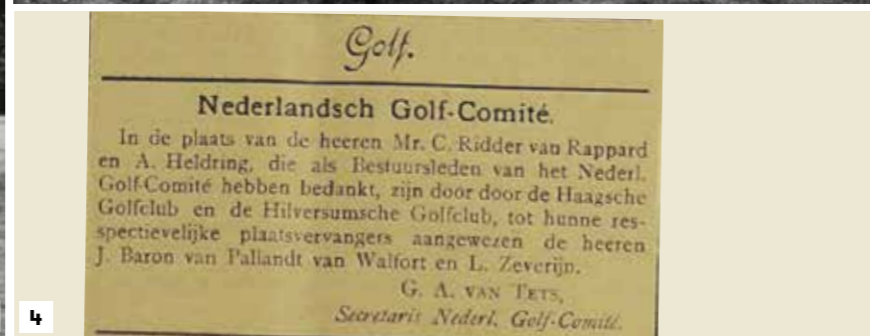 Golf.
Nederlandsch Golf-Comité.
In de plaats van de heeren Mr. C. Ridder van Rappard
en A. Heldring, die als Bestuursleden van het Nederl.
Golf-Comité hebben bedankt, zijn door door de Haagsche
Golfclub en de Hilversumsche Golfclub, tot hunne res-
spectievelijke plaatsvervangers aangewezen de heeren
J. Baron van Pallandt van Walfort en L. Zeverijn.
G. A. VAN TETS,
Secretaris Nederl. Golf-Comité.
4